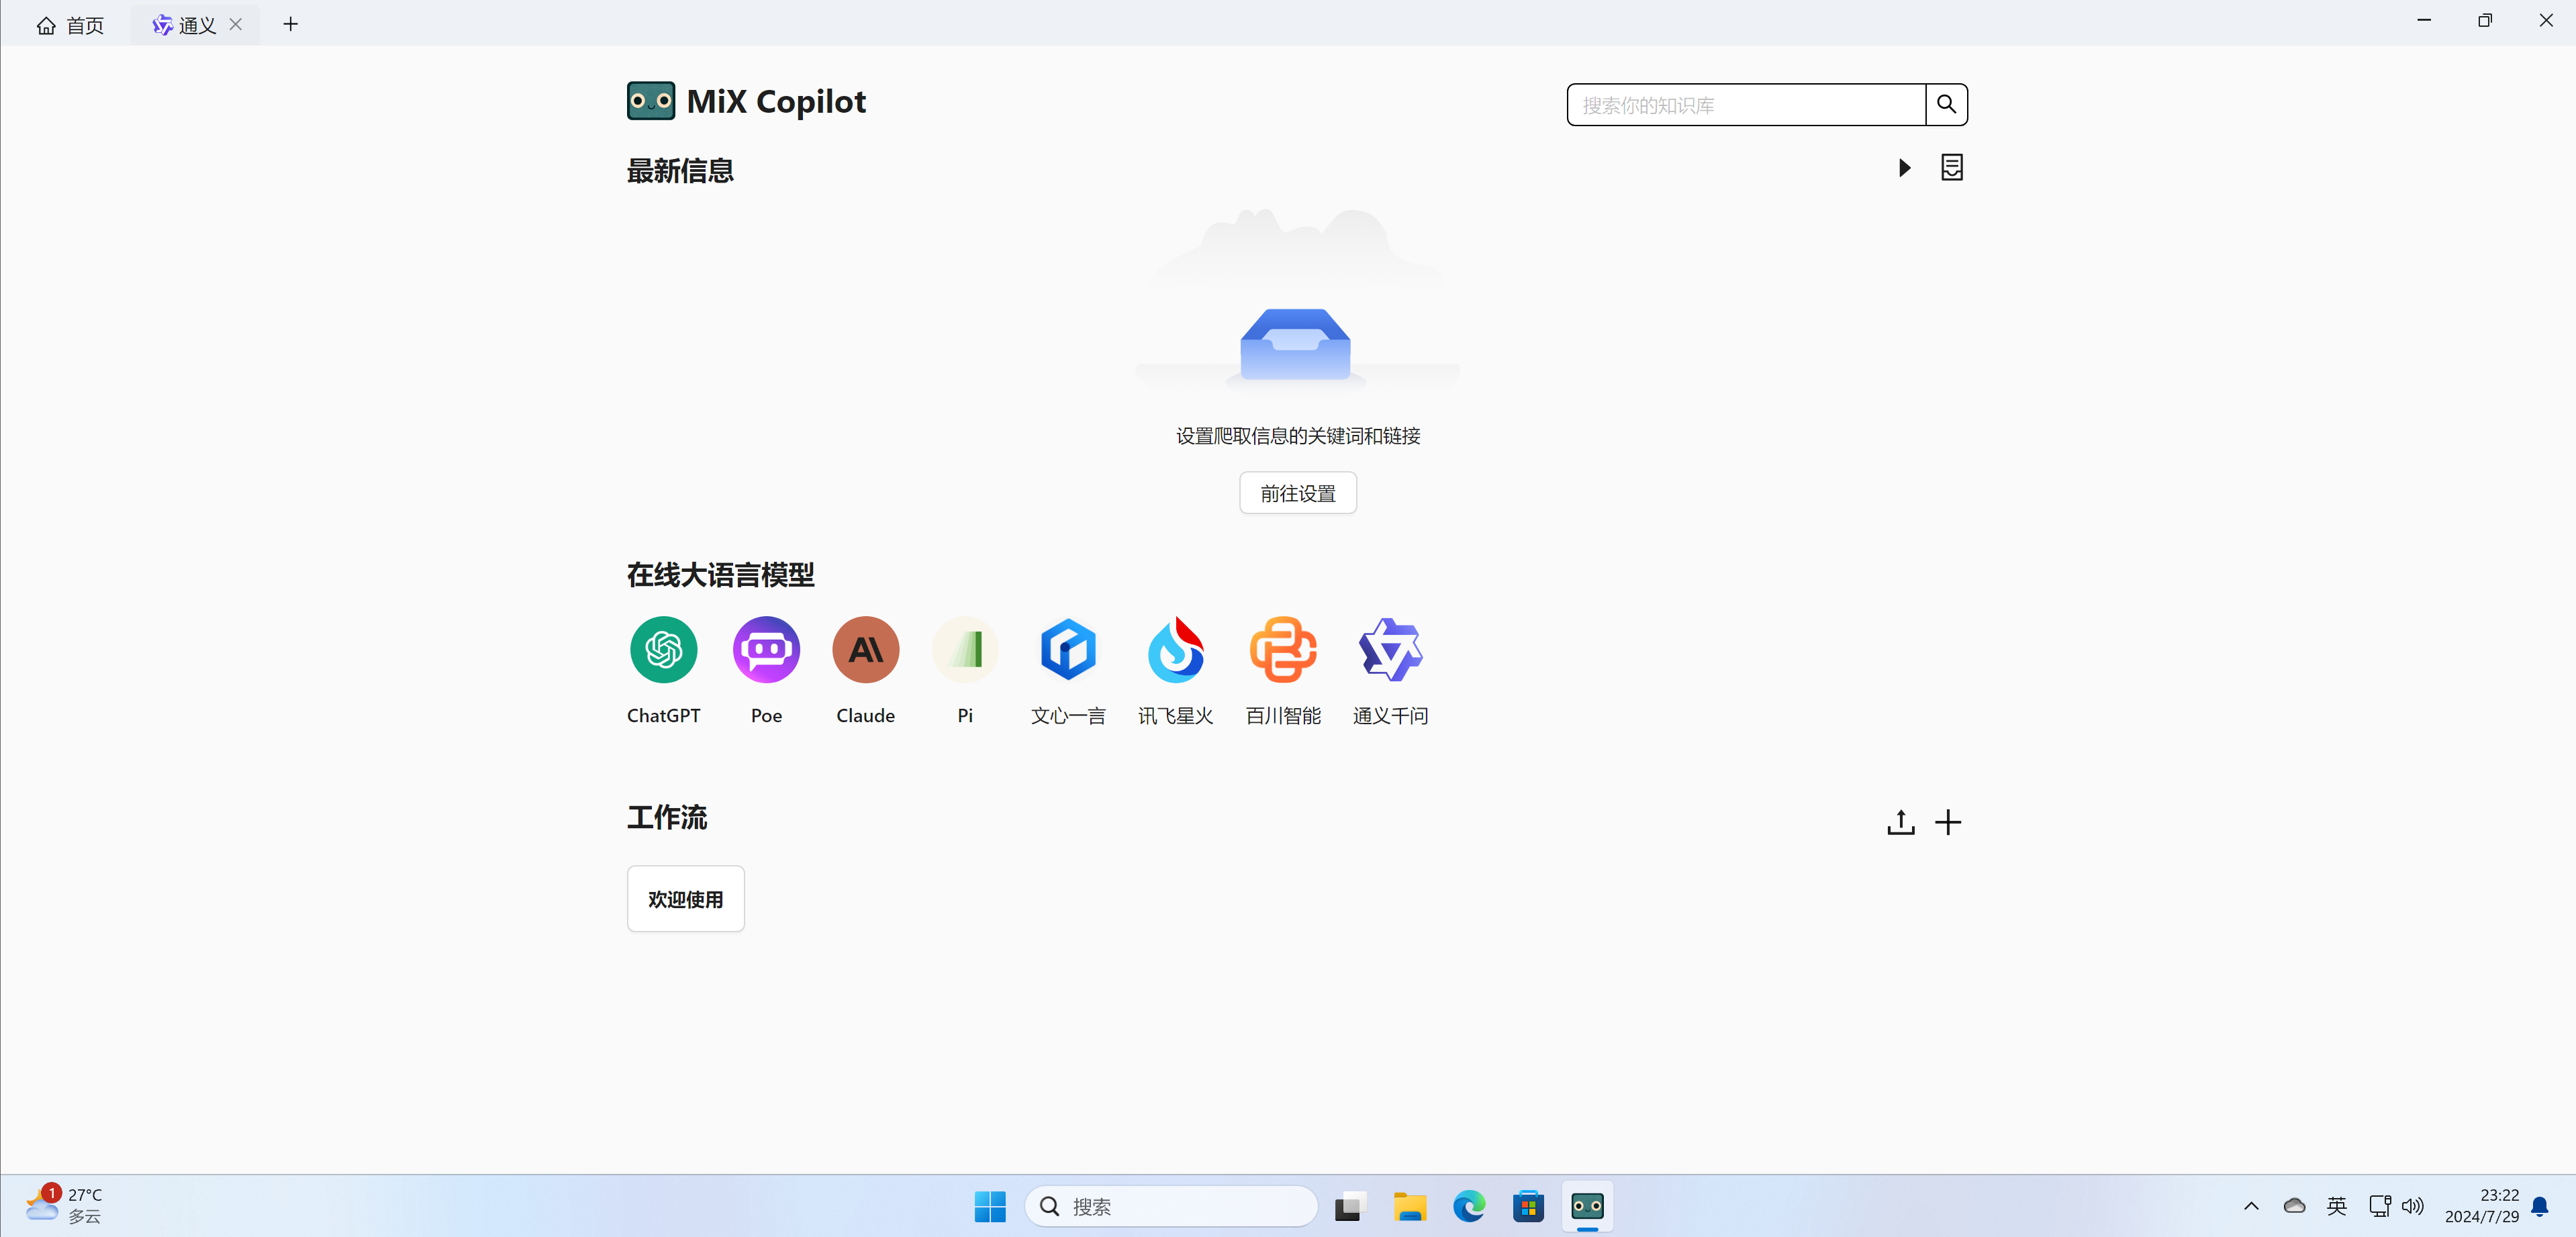 首页
通义
MiX Copilot
搜索你的知识库
最新信息
设置爬取信息的关键词和链接
前往设置
在线大语言模型
ChatGPT
Poe
Claude
Pi
文心一言
讯飞星火
百川智能
通义千问
工作流
欢迎使用
1
27°C
多云
搜索
英
23:22
2024/7/29